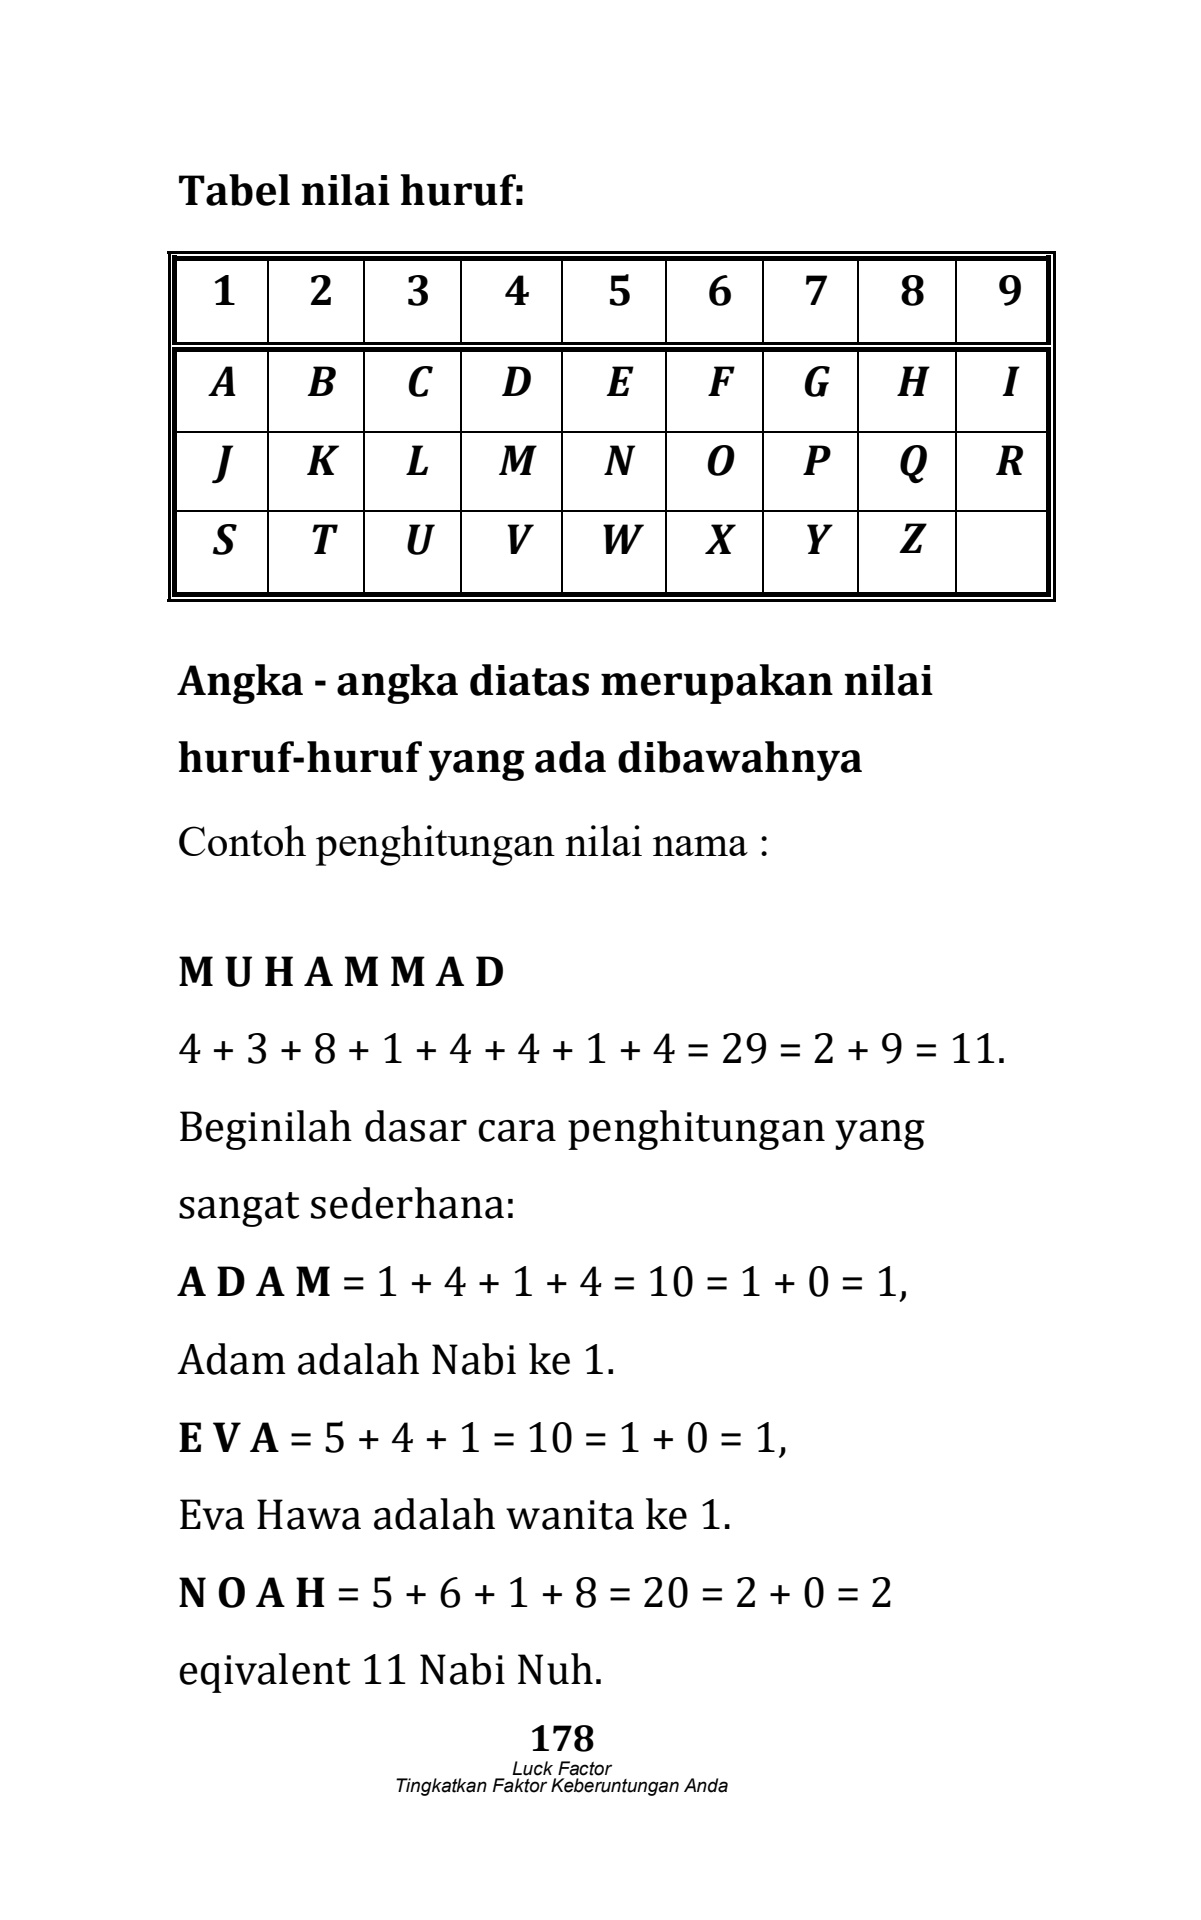 Tabel nilai huruf:
1 2 3 4 5 6 7 8 9
A B C D E F G H I
J K L M N O P Q R
S T U V W X Y Z
Angka - angka diatas merupakan nilai
huruf-huruf yang ada dibawahnya
Contoh penghitungan nilai nama :
M U H A M M A D
4 + 3 + 8 + 1 + 4 + 4 + 1 + 4 = 29 = 2 + 9 = 11.
Beginilah dasar cara penghitungan yang
sangat sederhana:
A D A M = 1 + 4 + 1 + 4 = 10 = 1 + 0 = 1,
Adam adalah Nabi ke 1.
E V A = 5 + 4 + 1 = 10 = 1 + 0 = 1,
Eva Hawa adalah wanita ke 1.
N O A H = 5 + 6 + 1 + 8 = 20 = 2 + 0 = 2
eqivalent 11 Nabi Nuh.
178
Luck Factor
Tingkatkan Faktor Keberuntungan Anda